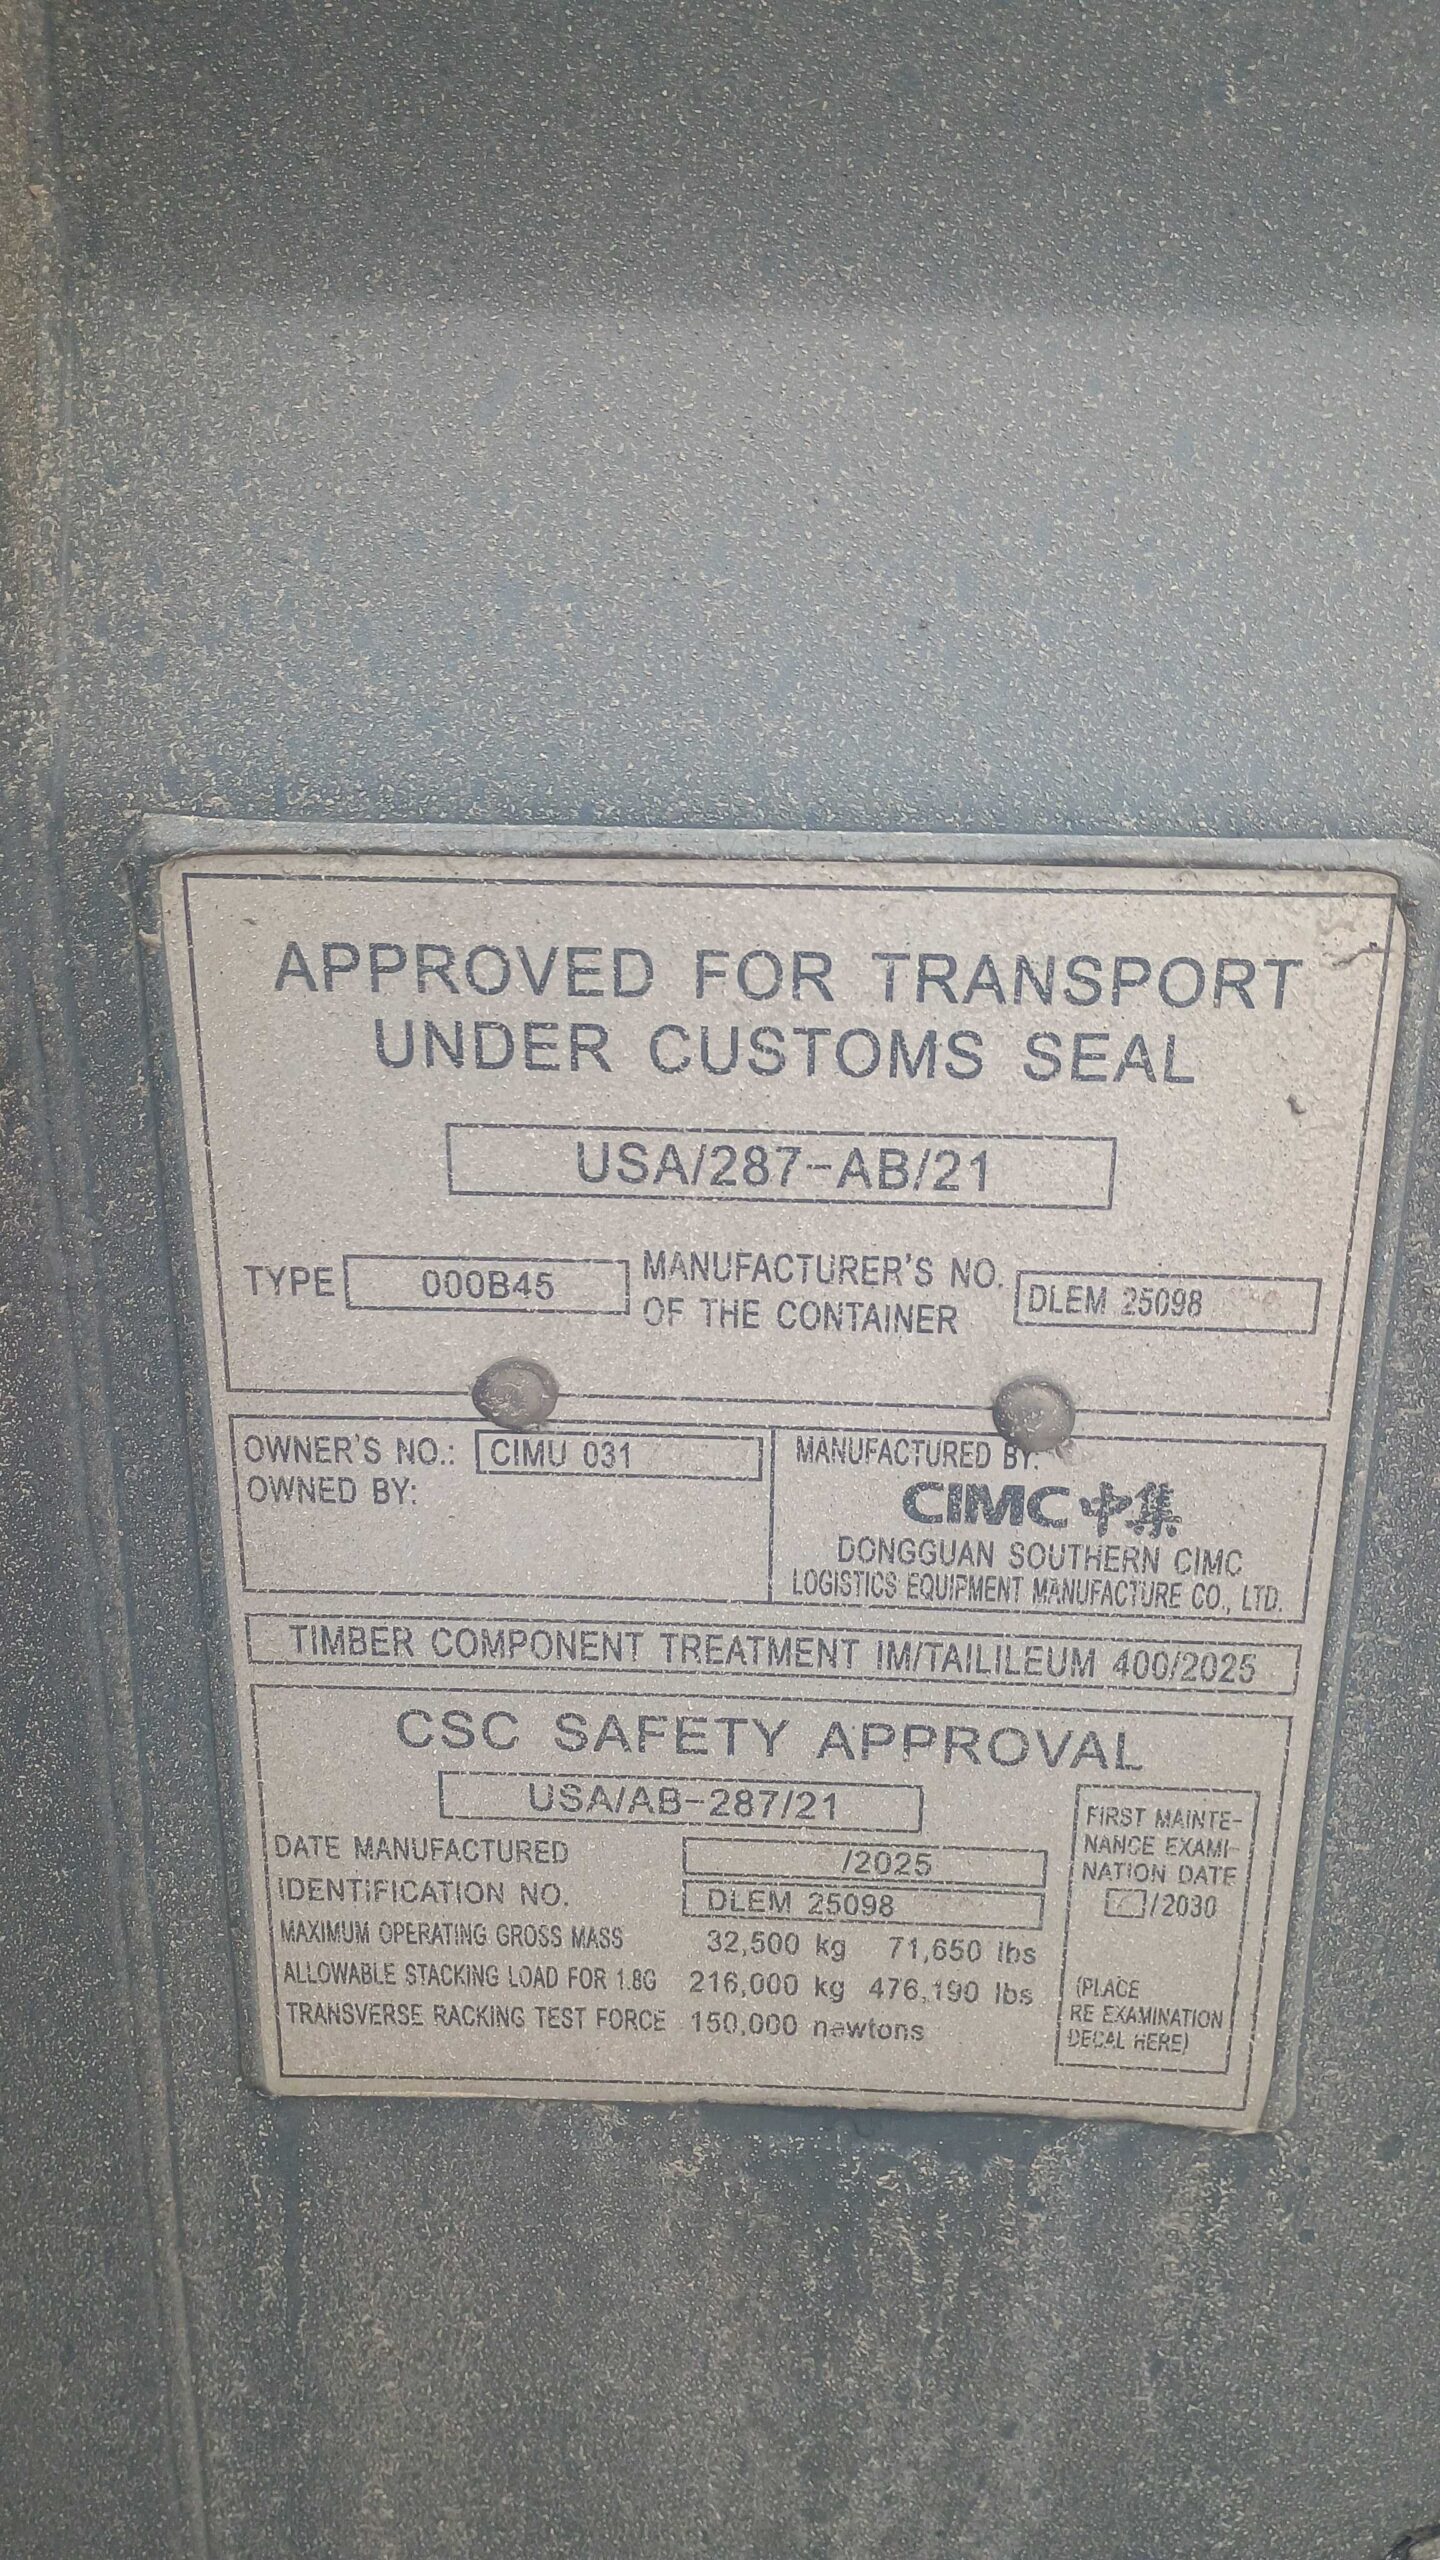 APPROVED FOR TRANSPORT
UNDER CUSTOMS SEAL
USA/287-AB/21
TYPE 000B45 MANUFACTURER'S NO.
OF THE CONTAINER DLEM 25098
OWNER'S NO.: CIMU 031
OWNED BY:
MANUFACTURED BY:
CIMC中集
DONGGUAN SOUTHERN CIMC
LOGISTICS EQUIPMENT MANUFACTURE CO., LTD.
TIMBER COMPONENT TREATMENT IM/TAILILEUM 400/2025
CSC SAFETY APPROVAL
USA/AB-287/21
DATE MANUFACTURED /2025
IDENTIFICATION NO. DLEM 25098
MAXIMUM OPERATING GROSS MASS 32,500 kg 71,650 lbs
ALLOWABLE STACKING LOAD FOR 1.8G 216,000 kg 476,190 lbs
TRANSVERSE RACKING TEST FORCE 150,000 newtons
FIRST MAINTE-
NANCE EXAMI-
NATION DATE
/2030
(PLACE
RE EXAMINATION
DECAL HERE)